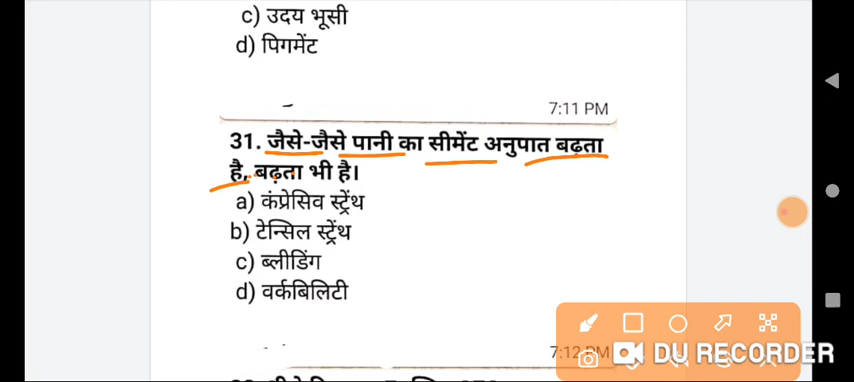 c) उदय भूसी
d) पिगमेंट
7:11 PM
31. जैसे-जैसे पानी का सीमेंट अनुपात बढ़ता
है, बढ़ता भी है।
a) कंप्रेसिव स्ट्रेंथ
b) टेन्सिल स्ट्रेंथ
c) ब्लीडिंग
d) वर्कबिलिटी
7:12 PM
DU RECORDER